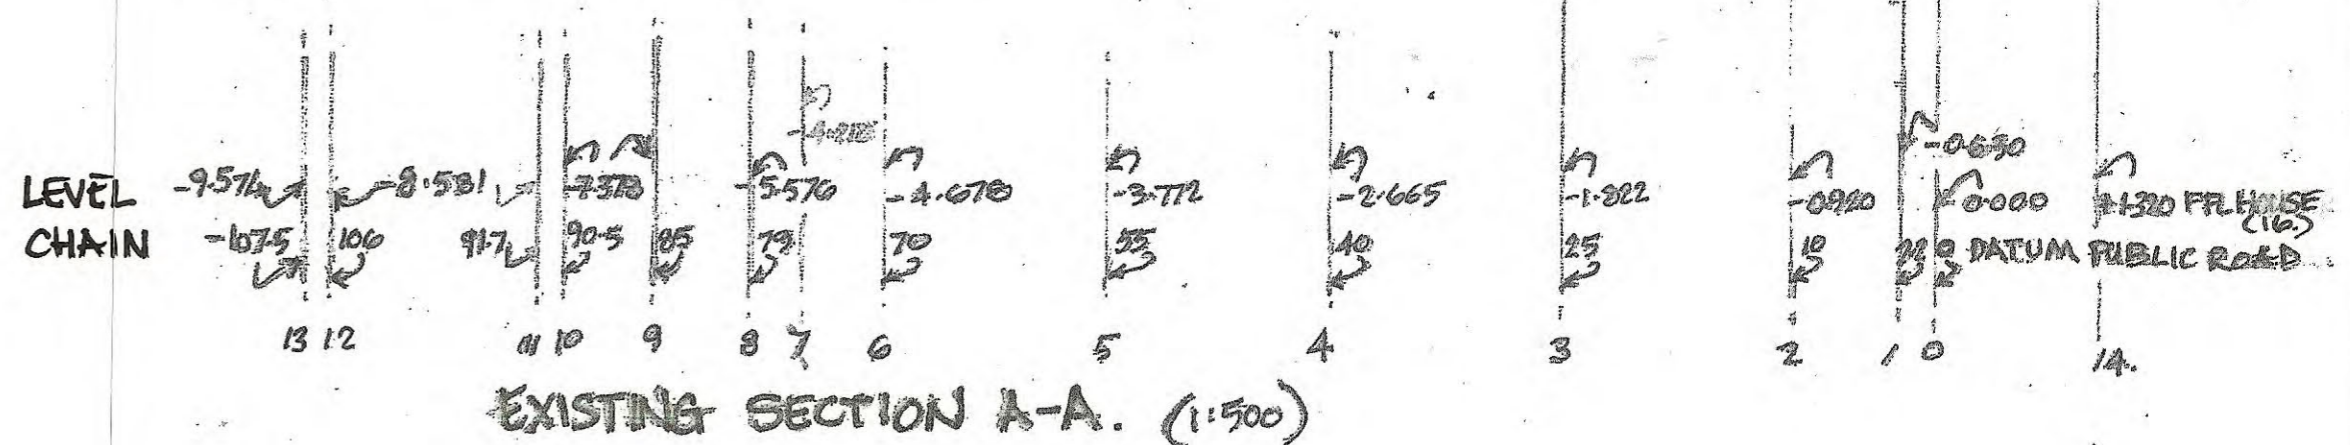 -4.218
-0.630
LEVEL -9.574 -8.581 -7.378 -5.576 -4.678 -3.772 -2.665 -1.822 -0.920 0.000 +1.320 FFL HOUSE
(16.)
CHAIN -107.5 106 91.7 90.5 85 79 70 55 40 25 10 2.2 0 DATUM PUBLIC ROAD
13 12 11 10 9 8 7 6 5 4 3 2 1 0 14.
EXISTING SECTION A-A. (1:500)